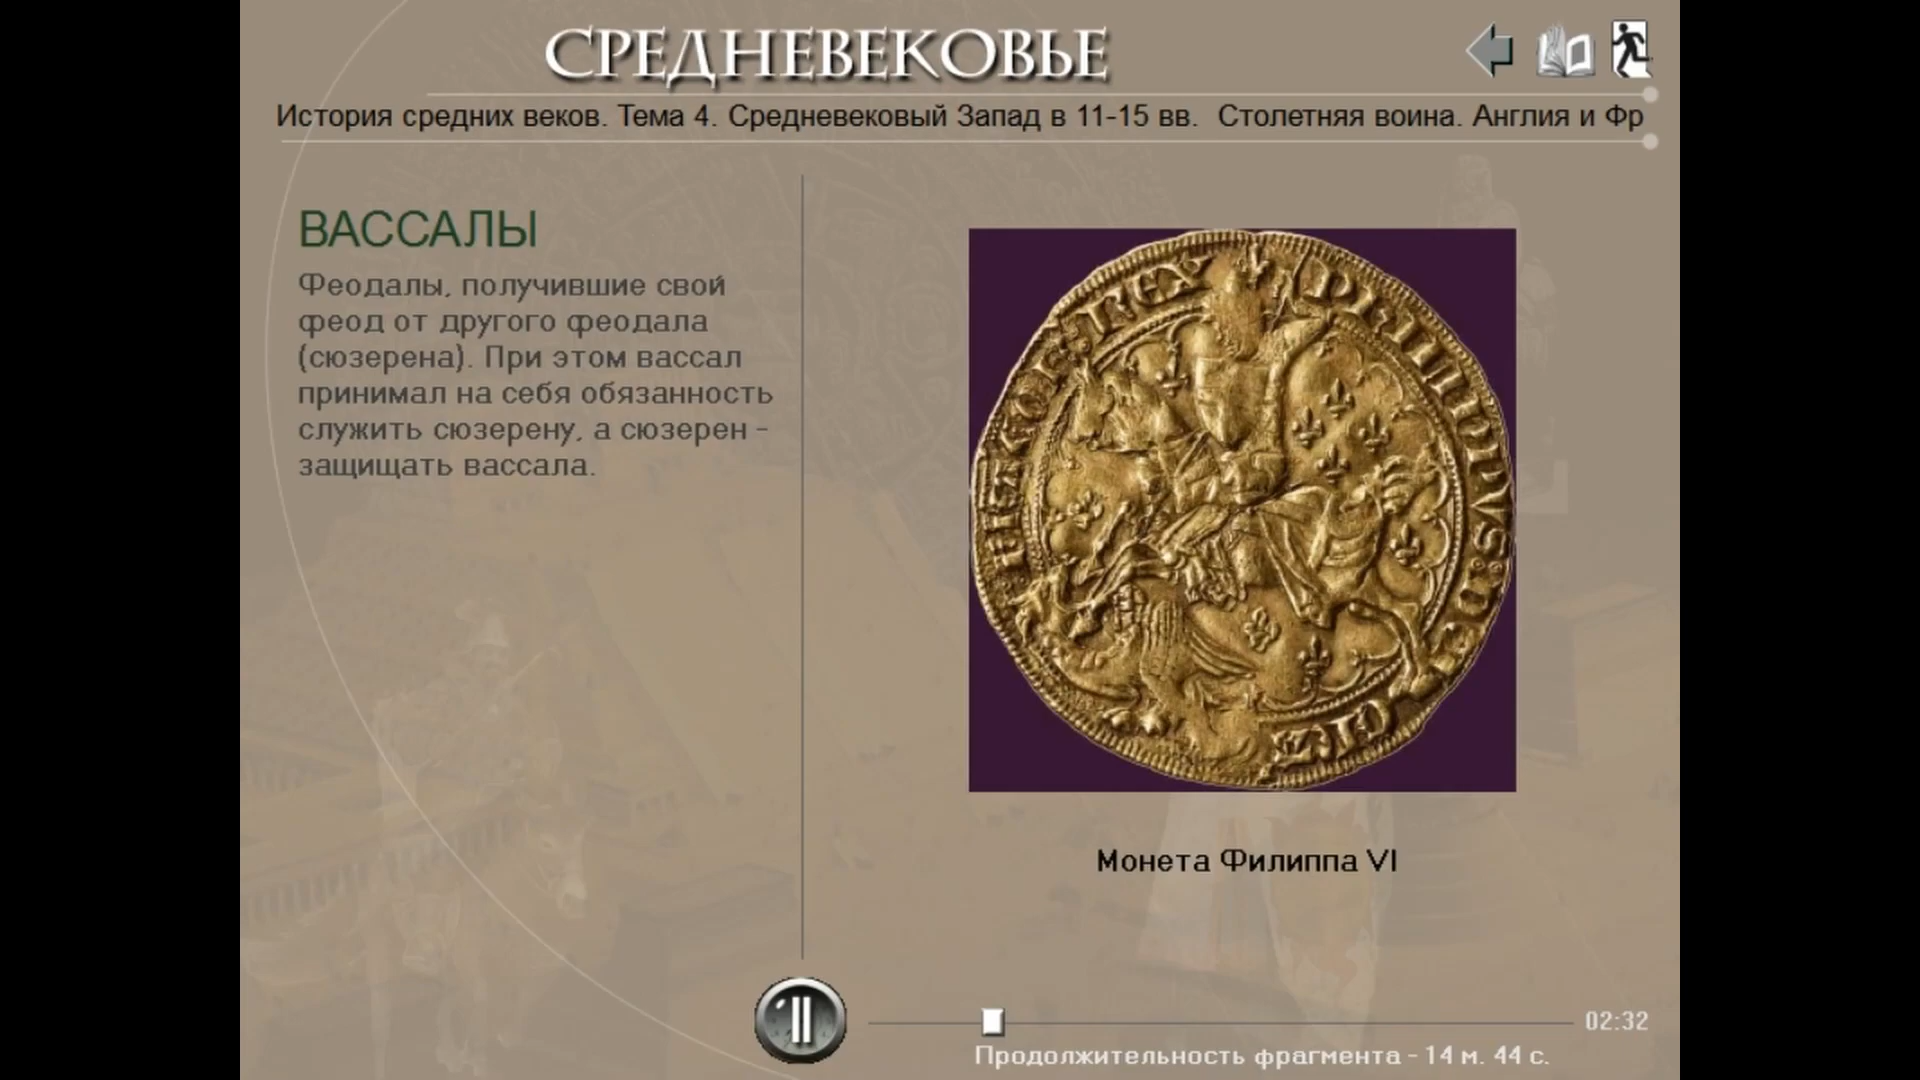 СРЕДНЕВЕКОВЬЕ
История средних веков. Тема 4. Средневековый Запад в 11-15 вв. Столетняя воина. Англия и Фр
ВАССАЛЫ
Феодалы, получившие свой
феод от другого феодала
(сюзерена). При этом вассал
принимал на себя обязанность
служить сюзерену, а сюзерен -
защищать вассала.
Монета Филиппа VI
02:32
Продолжительность фрагмента - 14 м. 44 с.